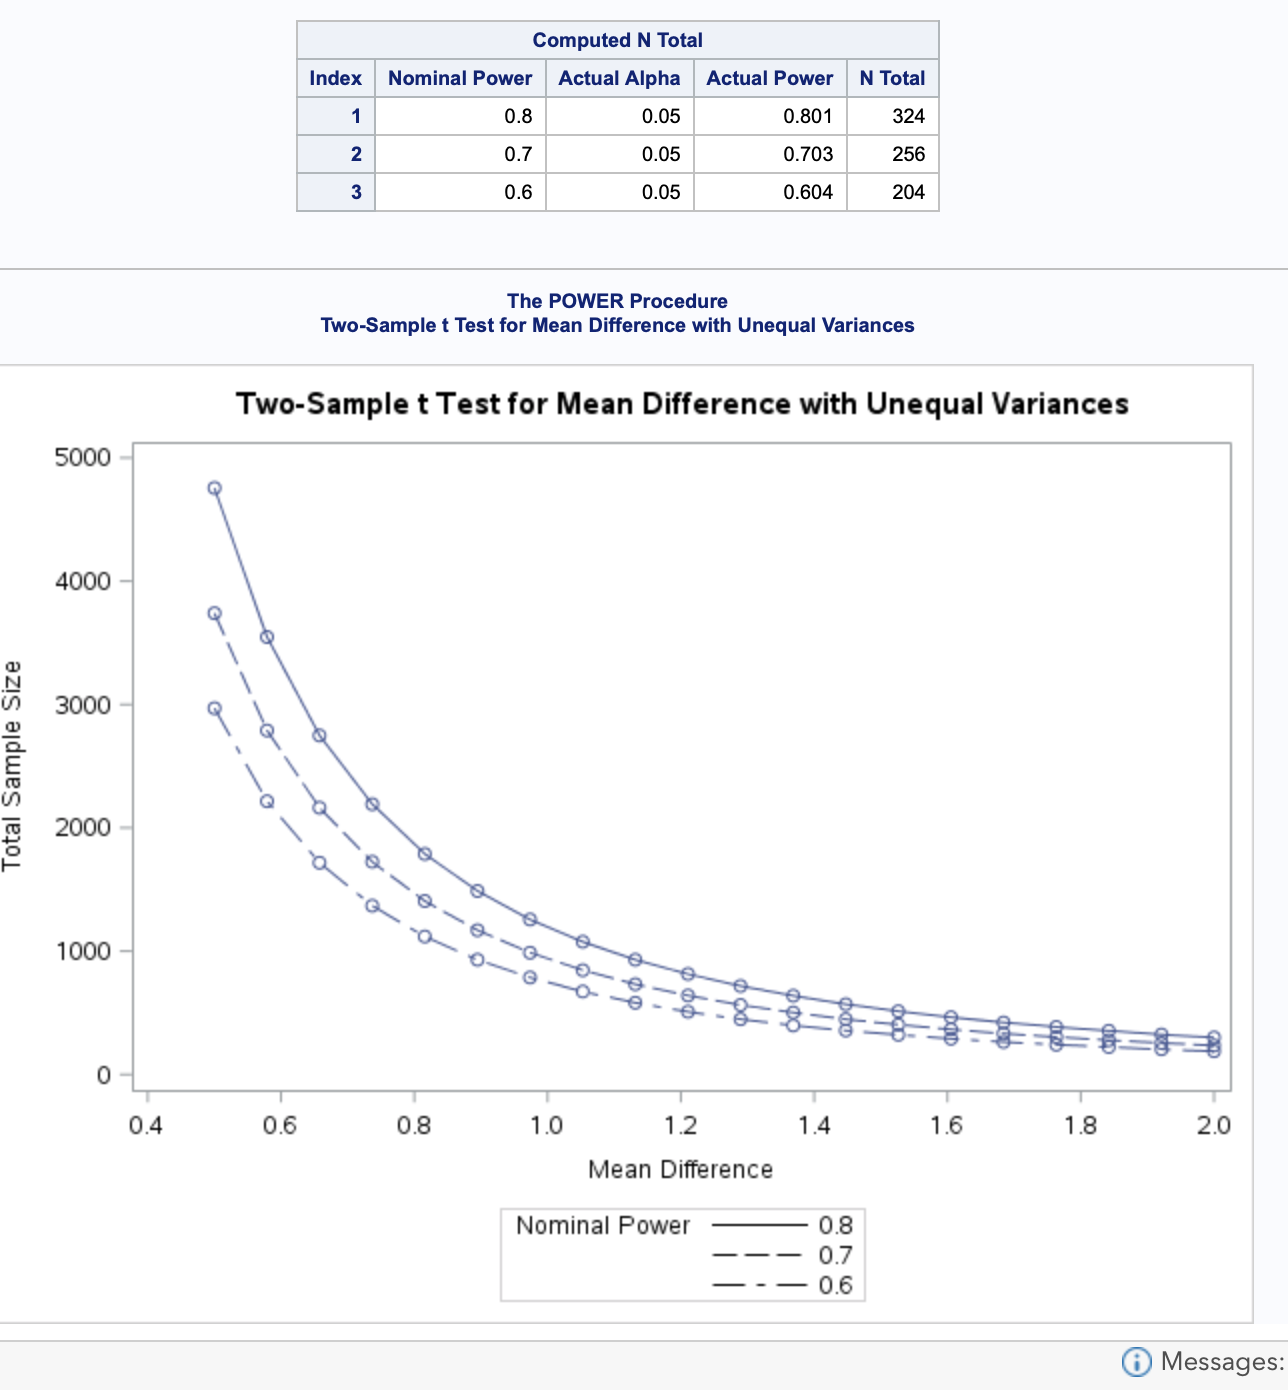 Computed N Total
Index Nominal Power Actual Alpha Actual Power N Total
1 0.8 0.05 0.801 324
2 0.7 0.05 0.703 256
3 0.6 0.05 0.604 204
The POWER Procedure
Two-Sample t Test for Mean Difference with Unequal Variances
Two-Sample t Test for Mean Difference with Unequal Variances
Total Sample Size
5000
4000
3000
2000
1000
0
0.4 0.6 0.8 1.0 1.2 1.4 1.6 1.8 2.0
Mean Difference
Nominal Power 0.8
0.7
0.6
Messages: